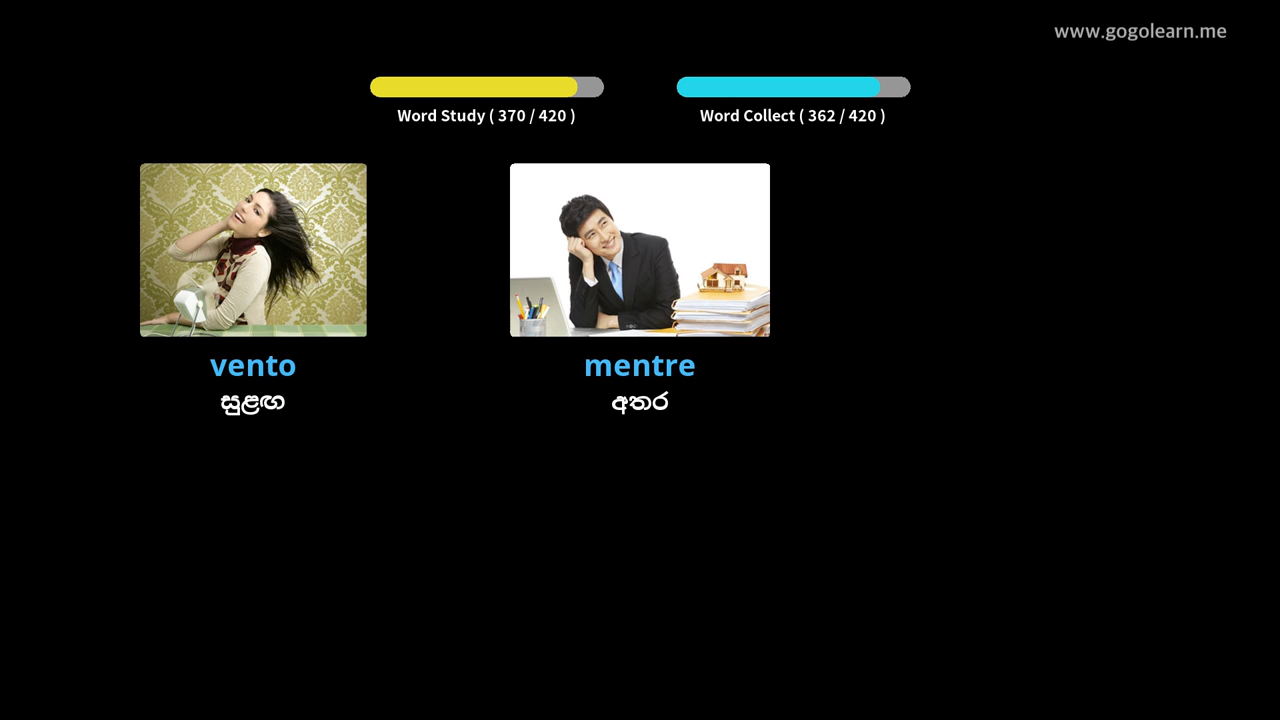 www.gogolearn.me
Word Study ( 370 / 420 )
Word Collect ( 362 / 420 )
vento
සුළඟ
mentre
අතර